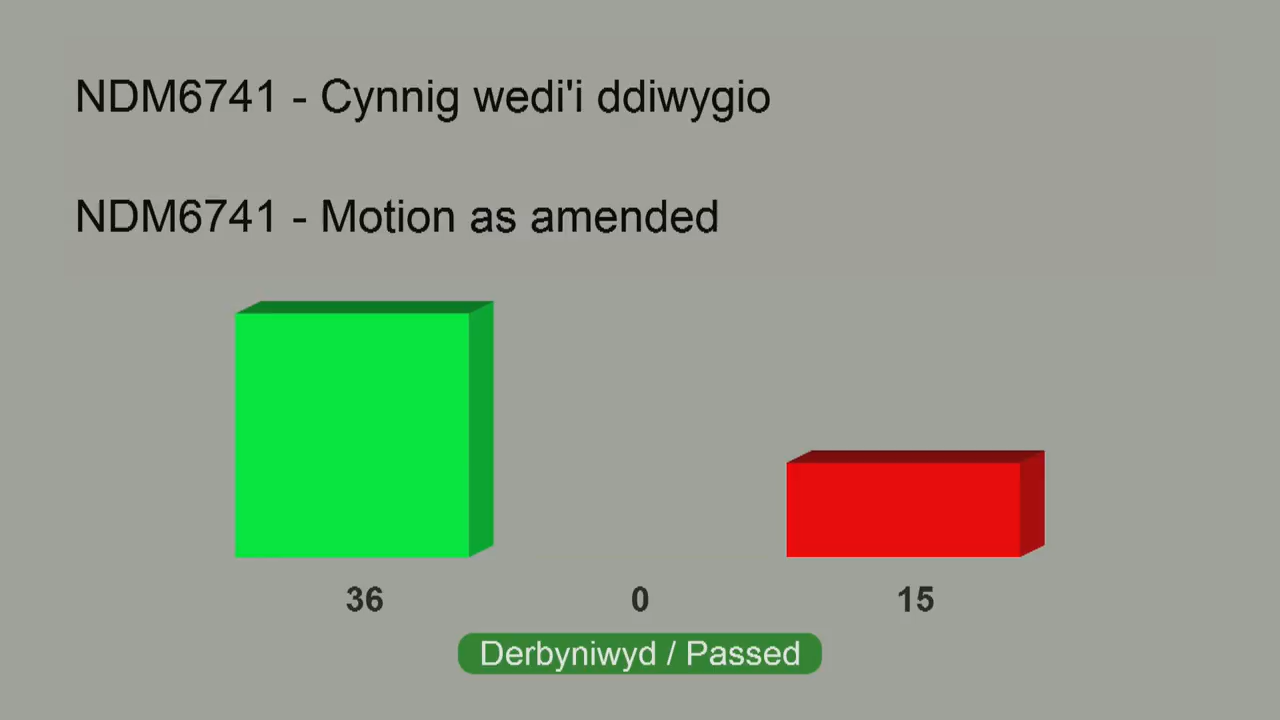 NDM6741 - Cynnig wedi'i ddiwygio
NDM6741 - Motion as amended
36 0 15
Derbyniwyd / Passed